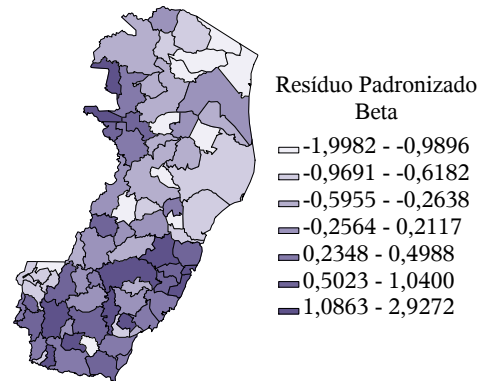 Resíduo Padronizado
Beta
-1,9982 - -0,9896
-0,9691 - -0,6182
-0,5955 - -0,2638
-0,2564 - 0,2117
0,2348 - 0,4988
0,5023 - 1,0400
1,0863 - 2,9272